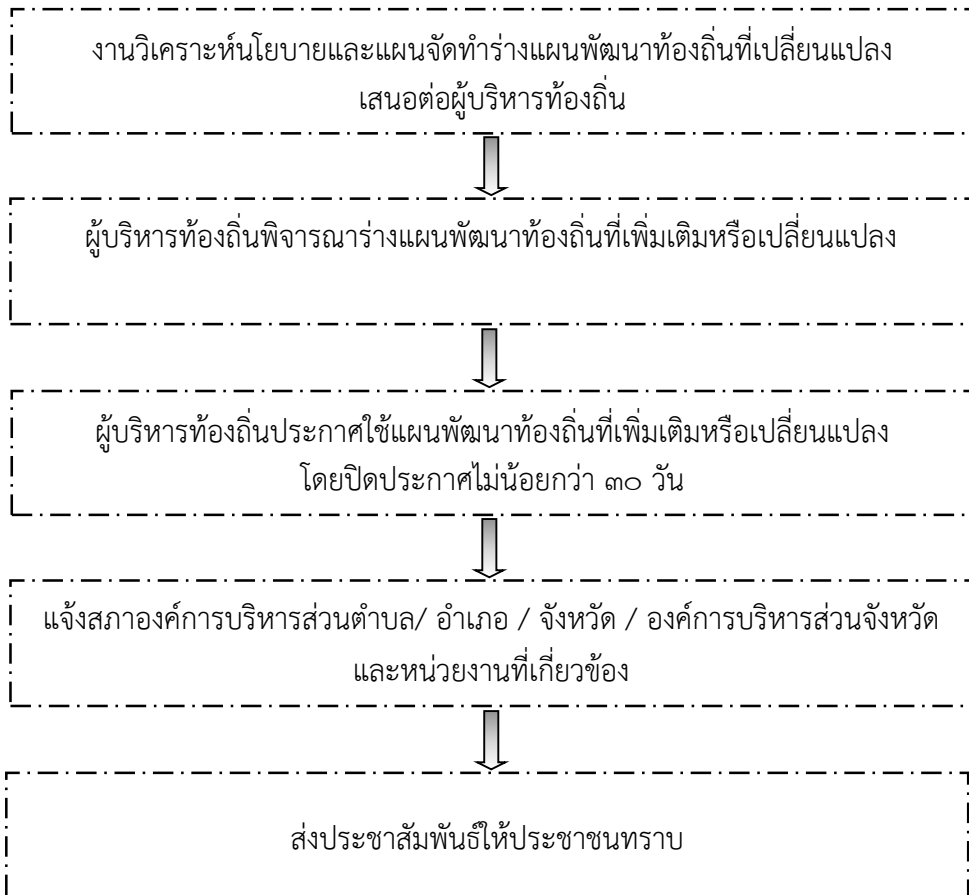 งานวิเคราะห์นโยบายและแผนจัดทำร่างแผนพัฒนาท้องถิ่นที่เปลี่ยนแปลง
เสนอต่อผู้บริหารท้องถิ่น
ผู้บริหารท้องถิ่นพิจารณาร่างแผนพัฒนาท้องถิ่นที่เพิ่มเติมหรือเปลี่ยนแปลง
ผู้บริหารท้องถิ่นประกาศใช้แผนพัฒนาท้องถิ่นที่เพิ่มเติมหรือเปลี่ยนแปลง
โดยปิดประกาศไม่น้อยกว่า ๓๐ วัน
แจ้งสภาองค์การบริหารส่วนตำบล/ อำเภอ / จังหวัด / องค์การบริหารส่วนจังหวัด
และหน่วยงานที่เกี่ยวข้อง
ส่งประชาสัมพันธ์ให้ประชาชนทราบ